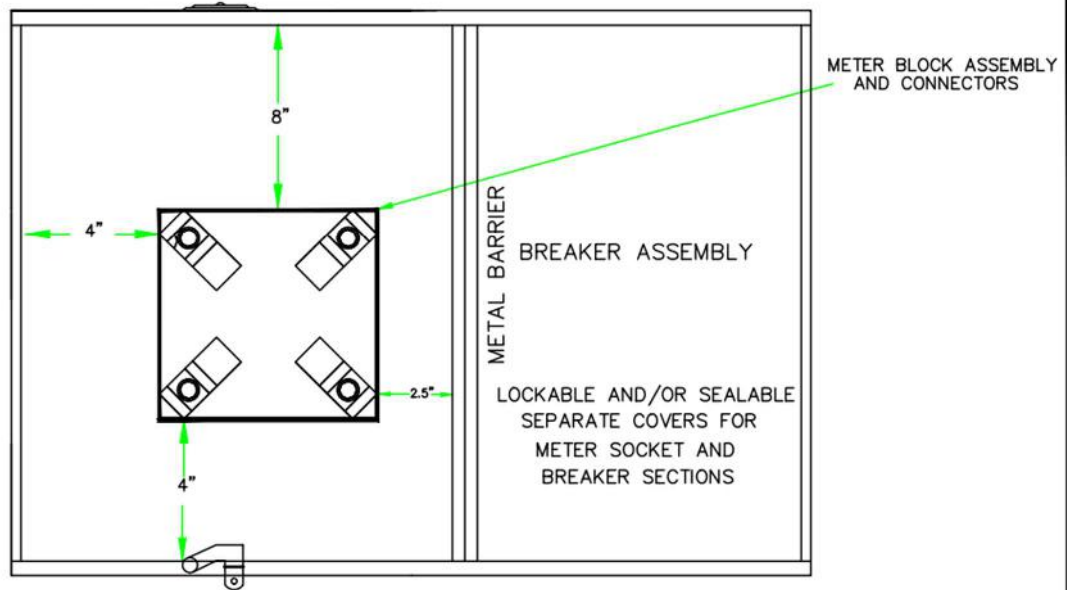 8"
METER BLOCK ASSEMBLY
AND CONNECTORS
4"
METAL BARRIER
BREAKER ASSEMBLY
2.5"
LOCKABLE AND/OR SEALABLE
SEPARATE COVERS FOR
METER SOCKET AND
BREAKER SECTIONS
4"